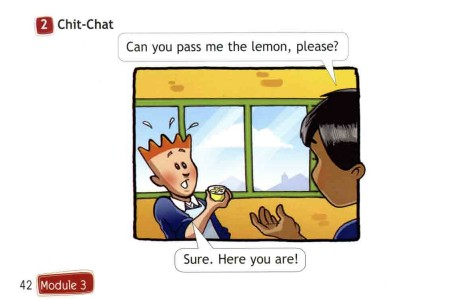 2 Chit-Chat
Can you pass me the lemon, please?
Sure. Here you are!
42 Module 3